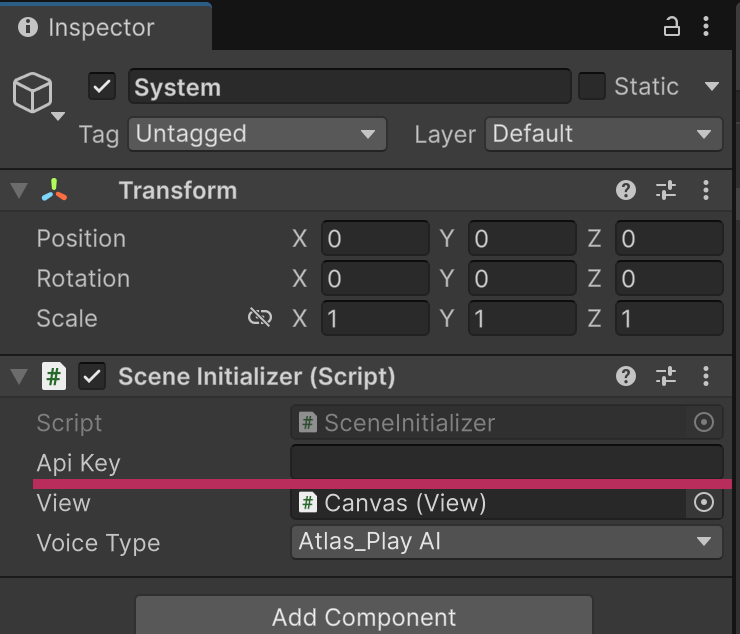 Inspector
System Static
Tag Untagged Layer Default
Transform
Position X 0 Y 0 Z 0
Rotation X 0 Y 0 Z 0
Scale X 1 Y 1 Z 1
# Scene Initializer (Script)
Script # SceneInitializer
Api Key
View # Canvas (View)
Voice Type Atlas_Play AI
Add Component